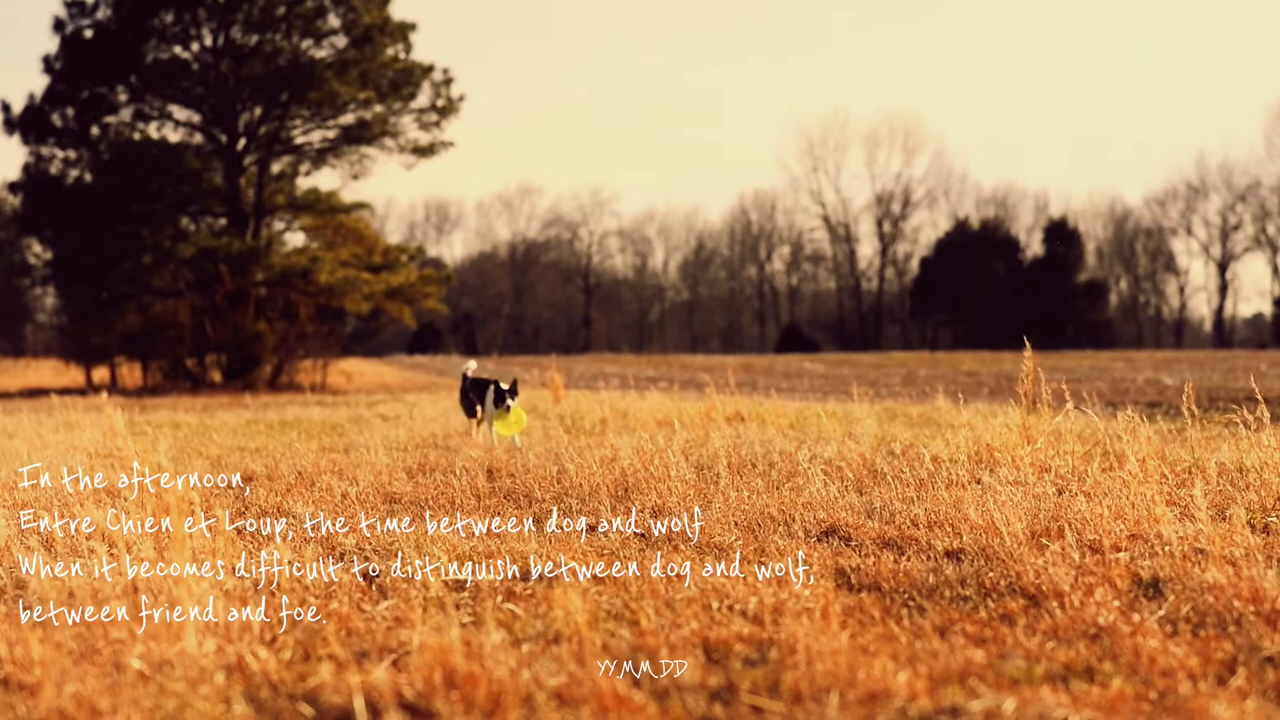 In the afternoon,
Entre Chien et Loup, the time between dog and wolf
When it becomes difficult to distinguish between dog and wolf,
between friend and foe.
YY.MM.DD